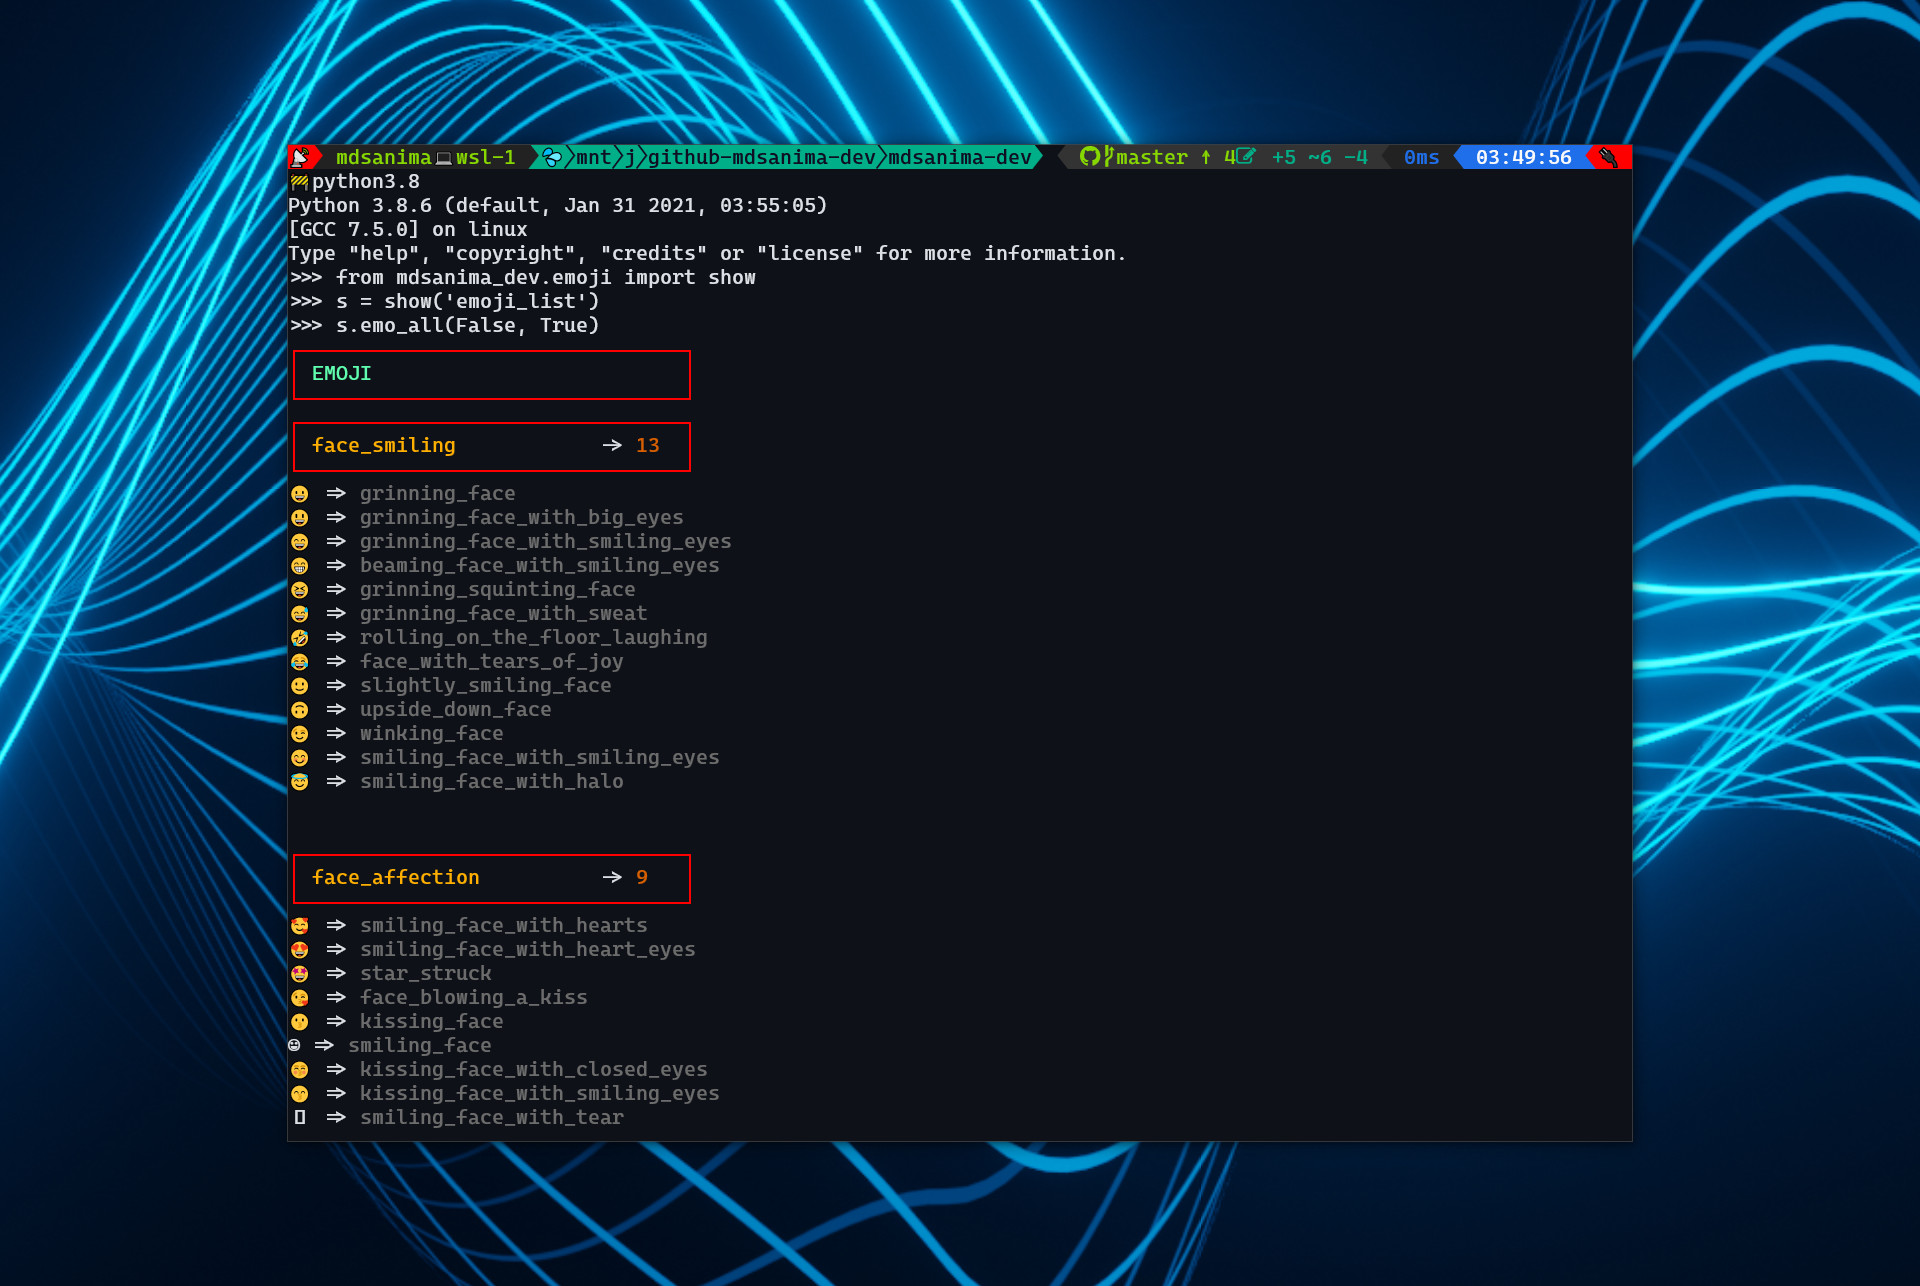 mdsanima💻wsl-1 mnt j github-mdsanima-dev mdsanima-dev master ↑ 4 +5 ~6 -4 0ms 03:49:56
🚧python3.8
Python 3.8.6 (default, Jan 31 2021, 03:55:05)
[GCC 7.5.0] on linux
Type "help", "copyright", "credits" or "license" for more information.
>>> from mdsanima_dev.emoji import show
>>> s = show('emoji_list')
>>> s.emo_all(False, True)
EMOJI
face_smiling → 13
😀 ⇒ grinning_face
😃 ⇒ grinning_face_with_big_eyes
😄 ⇒ grinning_face_with_smiling_eyes
😁 ⇒ beaming_face_with_smiling_eyes
😆 ⇒ grinning_squinting_face
😅 ⇒ grinning_face_with_sweat
🤣 ⇒ rolling_on_the_floor_laughing
😂 ⇒ face_with_tears_of_joy
🙂 ⇒ slightly_smiling_face
🙃 ⇒ upside_down_face
😉 ⇒ winking_face
😊 ⇒ smiling_face_with_smiling_eyes
😇 ⇒ smiling_face_with_halo
face_affection → 9
🥰 ⇒ smiling_face_with_hearts
😍 ⇒ smiling_face_with_heart_eyes
🤩 ⇒ star_struck
😘 ⇒ face_blowing_a_kiss
😗 ⇒ kissing_face
☺ ⇒ smiling_face
😚 ⇒ kissing_face_with_closed_eyes
😙 ⇒ kissing_face_with_smiling_eyes
▯ ⇒ smiling_face_with_tear